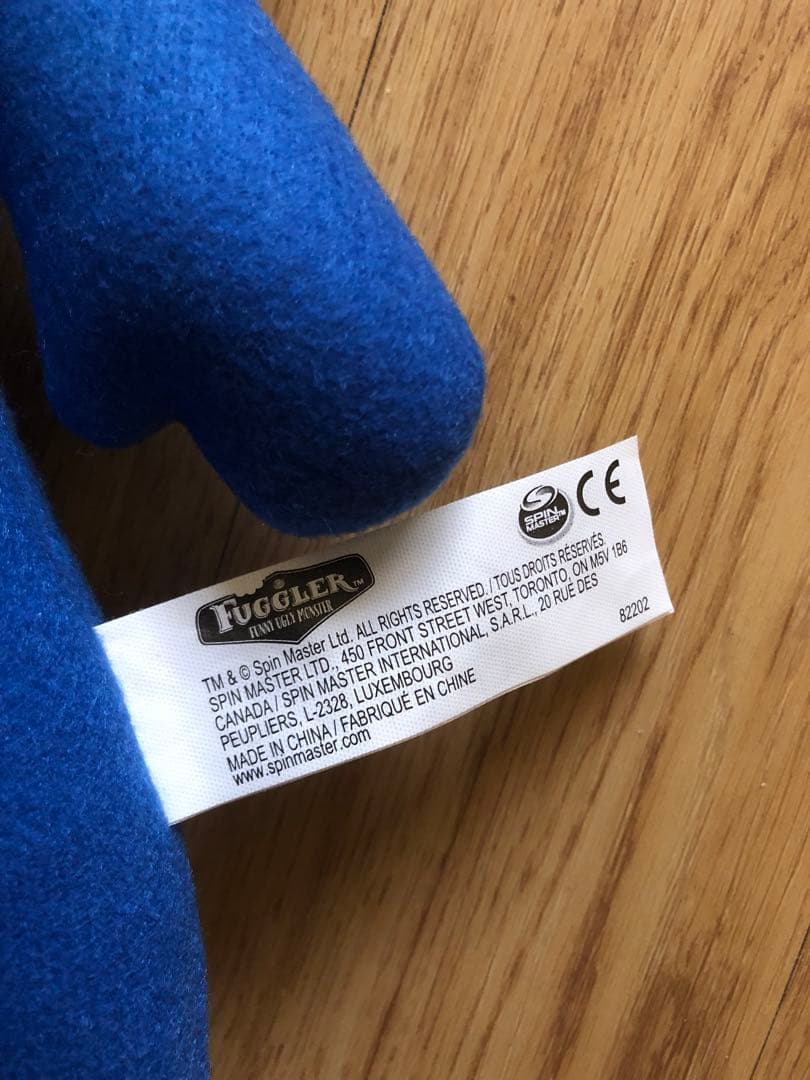 FUGGLER™
FUNNY UGLY MONSTER
SPIN MASTER™
CE
TM & © Spin Master Ltd. ALL RIGHTS RESERVED. / TOUS DROITS RÉSERVÉS.
SPIN MASTER LTD., 450 FRONT STREET WEST, TORONTO, ON M5V 1B6
CANADA / SPIN MASTER INTERNATIONAL, S.A.R.L., 20 RUE DES
PEUPLIERS, L-2328, LUXEMBOURG
MADE IN CHINA / FABRIQUÉ EN CHINE
www.spinmaster.com
82202